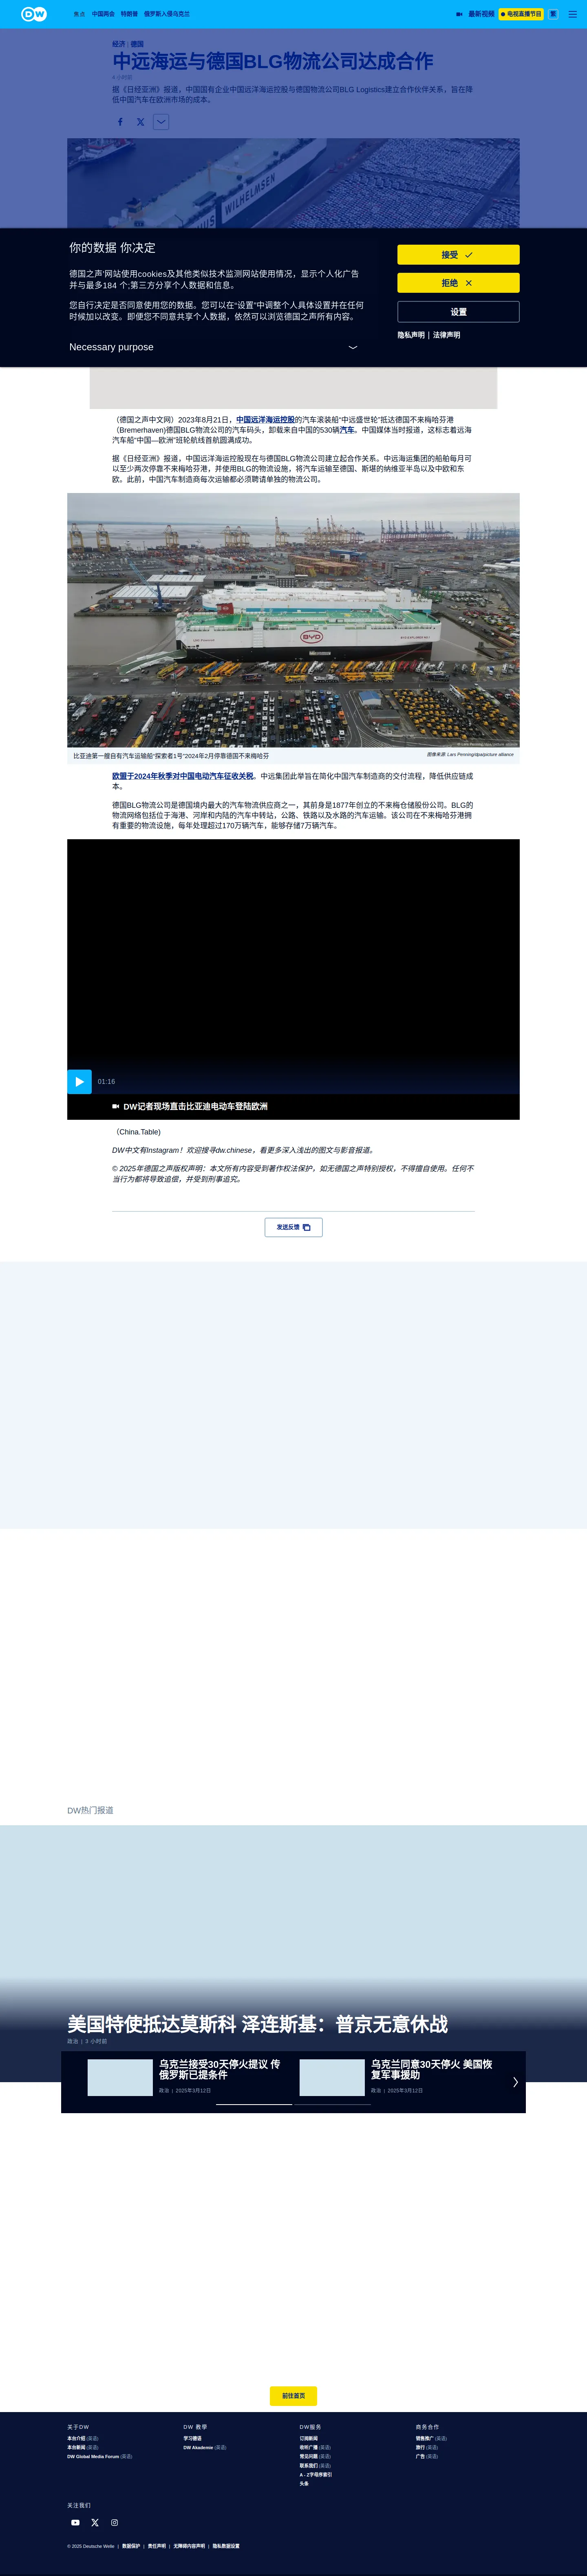 DW
焦点 中国两会 特朗普 俄罗斯入侵乌克兰
最新视频
电视直播节目
繁
经济 | 德国
中远海运与德国BLG物流公司达成合作
4 小时前
据《日经亚洲》报道，中国国有企业中国远洋海运控股与德国物流公司BLG Logistics建立合作伙伴关系，旨在降
低中国汽车在欧洲市场的成本。
WILHELMSEN
你的数据 你决定
德国之声'网站使用cookies及其他类似技术监测网站使用情况，显示个人化广告
并与最多184 个;第三方分享个人数据和信息。
您自行决定是否同意使用您的数据。您可以在“设置”中调整个人具体设置并在任何
时候加以改变。即便您不同意共享个人数据，依然可以浏览德国之声所有内容。
Necessary purpose
接受
拒绝
设置
隐私声明 | 法律声明
（德国之声中文网）2023年8月21日，中国远洋海运控股的汽车滚装船“中远盛世轮”抵达德国不来梅哈芬港
（Bremerhaven)德国BLG物流公司的汽车码头，卸载来自中国的530辆汽车。中国媒体当时报道，这标志着远海
汽车船“中国—欧洲”班轮航线首航圆满成功。
据《日经亚洲》报道，中国远洋海运控股现在与德国BLG物流公司建立起合作关系。中远海运集团的船舶每月可
以至少两次停靠不来梅哈芬港，并使用BLG的物流设施，将汽车运输至德国、斯堪的纳维亚半岛以及中欧和东
欧。此前，中国汽车制造商每次运输都必须聘请单独的物流公司。
BYD
比亚迪第一艘自有汽车运输船“探索者1号”2024年2月停靠德国不来梅哈芬
图像来源: Lars Penning/dpa/picture alliance
欧盟于2024年秋季对中国电动汽车征收关税。中远集团此举旨在简化中国汽车制造商的交付流程，降低供应链成
本。
德国BLG物流公司是德国境内最大的汽车物流供应商之一，其前身是1877年创立的不来梅仓储股份公司。BLG的
物流网络包括位于海港、河岸和内陆的汽车中转站，公路、铁路以及水路的汽车运输。该公司在不来梅哈芬港拥
有重要的物流设施，每年处理超过170万辆汽车，能够存储7万辆汽车。
01:16
DW记者现场直击比亚迪电动车登陆欧洲
（China.Table)
DW中文有Instagram！欢迎搜寻dw.chinese，看更多深入浅出的图文与影音报道。
© 2025年德国之声版权声明：本文所有内容受到著作权法保护，如无德国之声特别授权，不得擅自使用。任何不
当行为都将导致追偿，并受到刑事追究。
发送反馈
DW热门报道
美国特使抵达莫斯科 泽连斯基：普京无意休战
政治 | 3 小时前
乌克兰接受30天停火提议 传
俄罗斯已提条件
政治 | 2025年3月12日
乌克兰同意30天停火 美国恢
复军事援助
政治 | 2025年3月12日
前往首页
关于DW
本台介绍 (英语)
本台新闻 (英语)
DW Global Media Forum (英语)
DW 教學
学习德语
DW Akademie (英语)
DW服务
订阅新闻
收听广播 (英语)
常见问题 (英语)
联系我们 (英语)
A - Z字母序索引
头条
商务合作
销售推广 (英语)
旅行 (英语)
广告 (英语)
关注我们
© 2025 Deutsche Welle | 数据保护 | 责任声明 | 无障碍内容声明 | 隐私数据设置